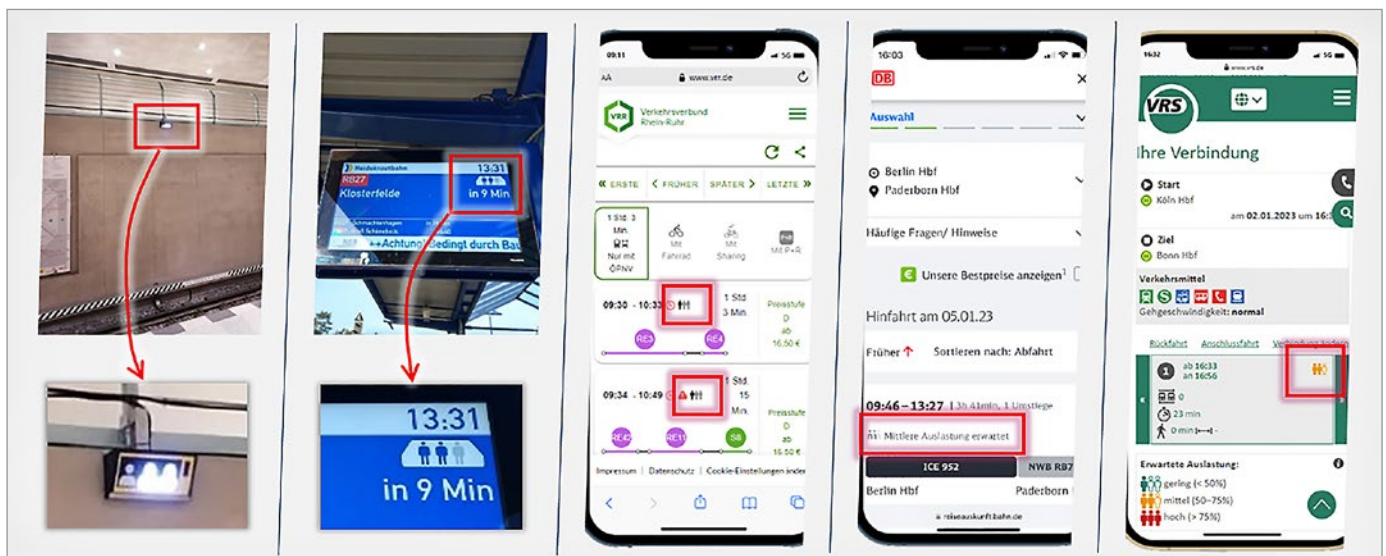 Heidekrautbahn 13:31
RB27
Klosterfelde in 9 Min
++Achtung! Bedingt durch Bau
13:31
in 9 Min
09:11
5G
AA www.vrr.de
VRR Verkehrsverbund
Rhein-Ruhr
ERSTE FRÜHER SPÄTER LETZTE
1 Std. 3
Min.
Nur mit
ÖPNV
Mit
Fahrrad
Mit
Sharing
Mit P+R
09:30 - 10:33
1 Std
3 Min.
Preisstufe
D
ab
16.50 €
RE3 RE4
09:34 - 10:49
1 Std.
15
Min.
Preisstufe
D
ab
16.50 €
RE42 RE11 S8
Impressum | Datenschutz | Cookie-Einstellungen änder
16:03
DB
Auswahl
Berlin Hbf
Paderborn Hbf
Häufige Fragen/ Hinweise
€ Unsere Bestpreise anzeigen¹
Hinfahrt am 05.01.23
Früher Sortieren nach: Abfahrt
09:46–13:27 | 3h 41min, 1 Umstiege
Mittlere Auslastung erwartet
ICE 952 NWB RB7
Berlin Hbf Paderborn
reiseauskunft.bahn.de
16:32
5G
www.vrs.de
VRS
Ihre Verbindung
Start
Köln Hbf
am 02.01.2023 um 16:
Ziel
Bonn Hbf
Verkehrsmittel
Gehgeschwindigkeit: normal
Rückfahrt Anschlussfahrt Verbindung ändern
1 ab 16:33
an 16:56
0
23 min
0 min
Erwartete Auslastung:
gering (< 50%)
mittel (50–75%)
hoch (> 75%)